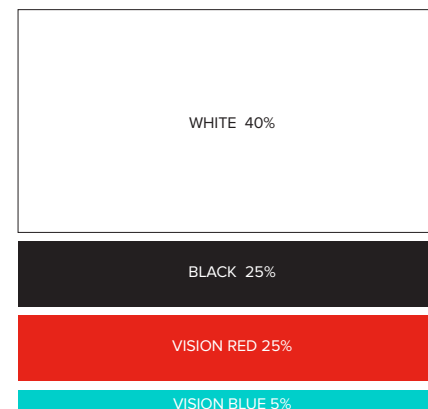 WHITE  40%
BLACK  25%
VISION RED 25%
VISION BLUE 5%